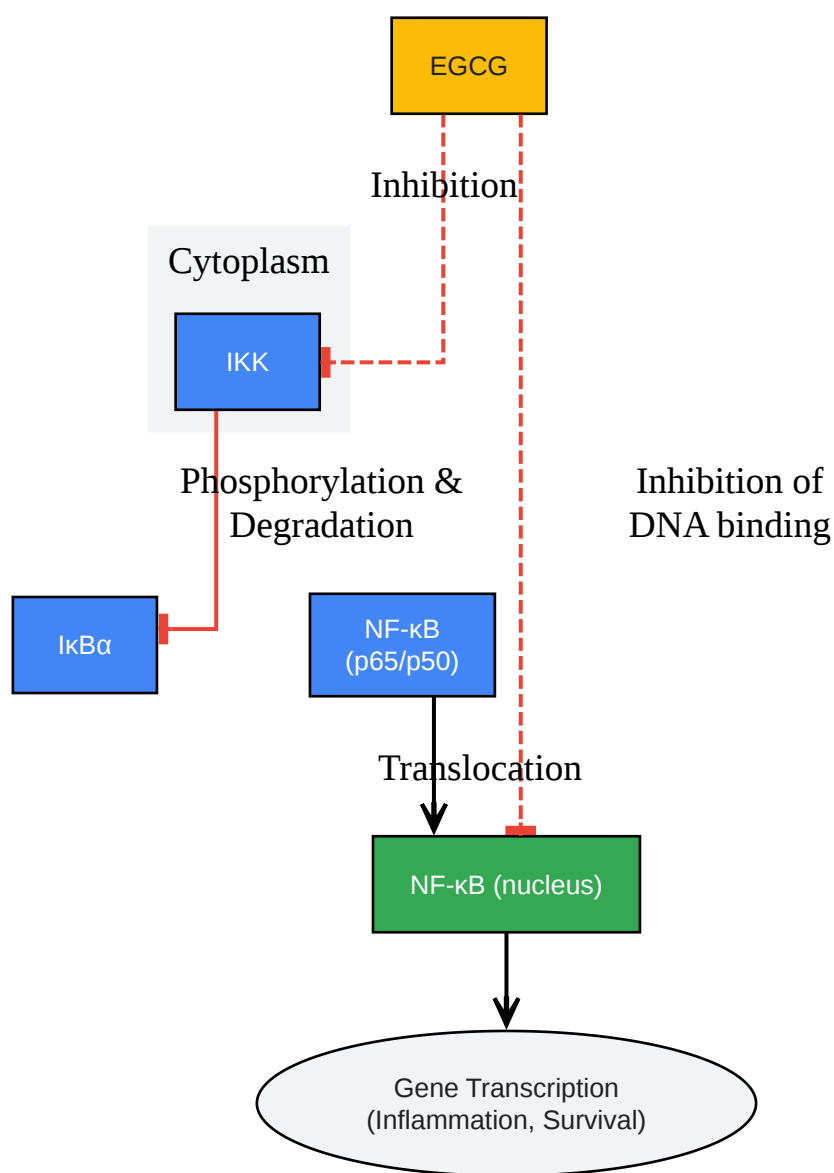 EGCG
Inhibition
Cytoplasm
IKK
Phosphorylation &
Degradation
Inhibition of
DNA binding
IκBα
NF-κB
(p65/p50)
Translocation
NF-κB (nucleus)
Gene Transcription
(Inflammation, Survival)